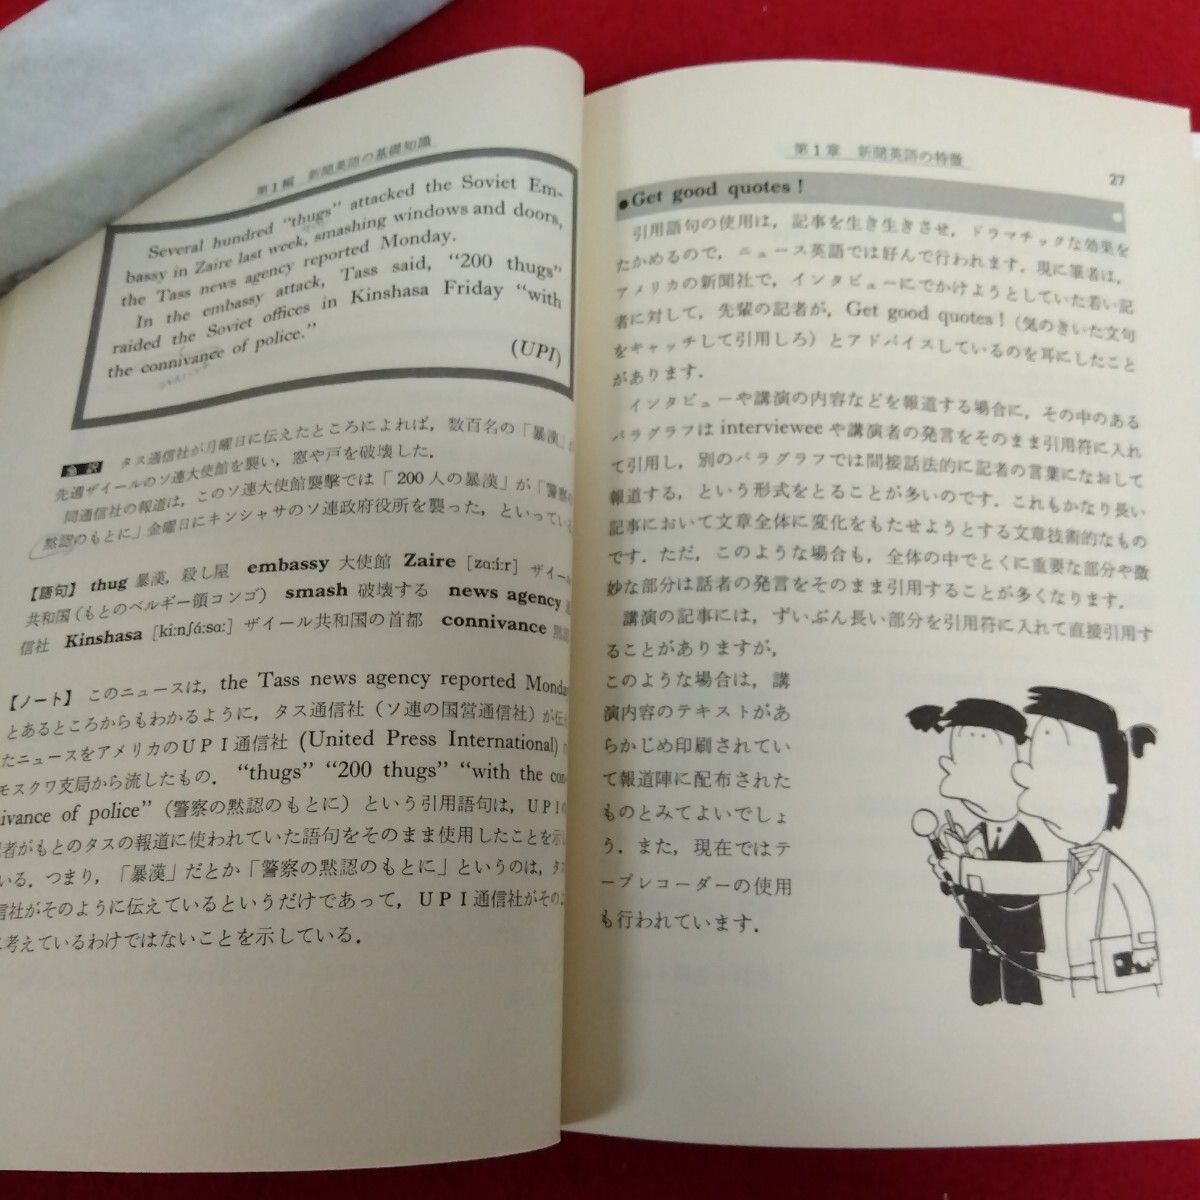 第1編 新聞英語の基礎知識
Several hundred “thugs” attacked the Soviet Em-
bassy in Zaire last week, smashing windows and doors,
the Tass news agency reported Monday.
In the embassy attack, Tass said, “200 thugs”
raided the Soviet offices in Kinshasa Friday “with
the connivance of police.”
(UPI)
タス通信社が月曜日に伝えたところによれば，数百名の「暴漢」が
先週ザイールのソ連大使館を襲い，窓や戸を破壊した．
同通信社の報道は，このソ連大使館襲撃では「200人の暴漢」が「警察の
黙認のもとに」金曜日にキンシャサのソ連政府役所を襲った，といっている
【語句】 thug 暴漢，殺し屋 embassy 大使館 Zaire [zɑːíːr] ザイール
共和国（もとのベルギー領コンゴ） smash 破壊する news agency
信社 Kinshasa [kiːnʃáːsɑː] ザイール共和国の首都 connivance 黙認
【ノート】 このニュースは，the Tass news agency reported Monday
とあるところからもわかるように，タス通信社（ソ連の国営通信社）が伝え
たニュースをアメリカのUPI通信社 (United Press International) の
モスクワ支局から流したもの．“thugs” “200 thugs” “with the con-
nivance of police”（警察の黙認のもとに）という引用語句は，UPIの
者がもとのタスの報道に使われていた語句をそのまま使用したことを示し
いる．つまり，「暴漢」だとか「警察の黙認のもとに」というのは，タス
信社がそのように伝えているというだけであって，UPI通信社がそのよ
に考えているわけではないことを示している．
第1章 新聞英語の特徴 27
●Get good quotes！
引用語句の使用は，記事を生き生きさせ，ドラマチックな効果を
たかめるので，ニュース英語では好んで行われます．現に筆者は，
アメリカの新聞社で，インタビューにでかけようとしていた若い記
者に対して，先輩の記者が，Get good quotes！（気のきいた文句
をキャッチして引用しろ）とアドバイスしているのを耳にしたこと
があります．
インタビューや講演の内容などを報道する場合に，その中のある
パラグラフは interviewee や講演者の発言をそのまま引用符に入れ
て引用し，別のパラグラフでは間接話法的に記者の言葉になおして
報道する，という形式をとることが多いのです．これもかなり長い
記事において文章全体に変化をもたせようとする文章技術的なもの
です．ただ，このような場合も，全体の中でとくに重要な部分や微
妙な部分は話者の発言をそのまま引用することが多くなります．
講演の記事には，ずいぶん長い部分を引用符に入れて直接引用す
ることがありますが，
このような場合は，講
演内容のテキストがあ
らかじめ印刷されてい
て報道陣に配布された
ものとみてよいでしょ
う．また，現在ではテ
ープレコーダーの使用
も行われています．